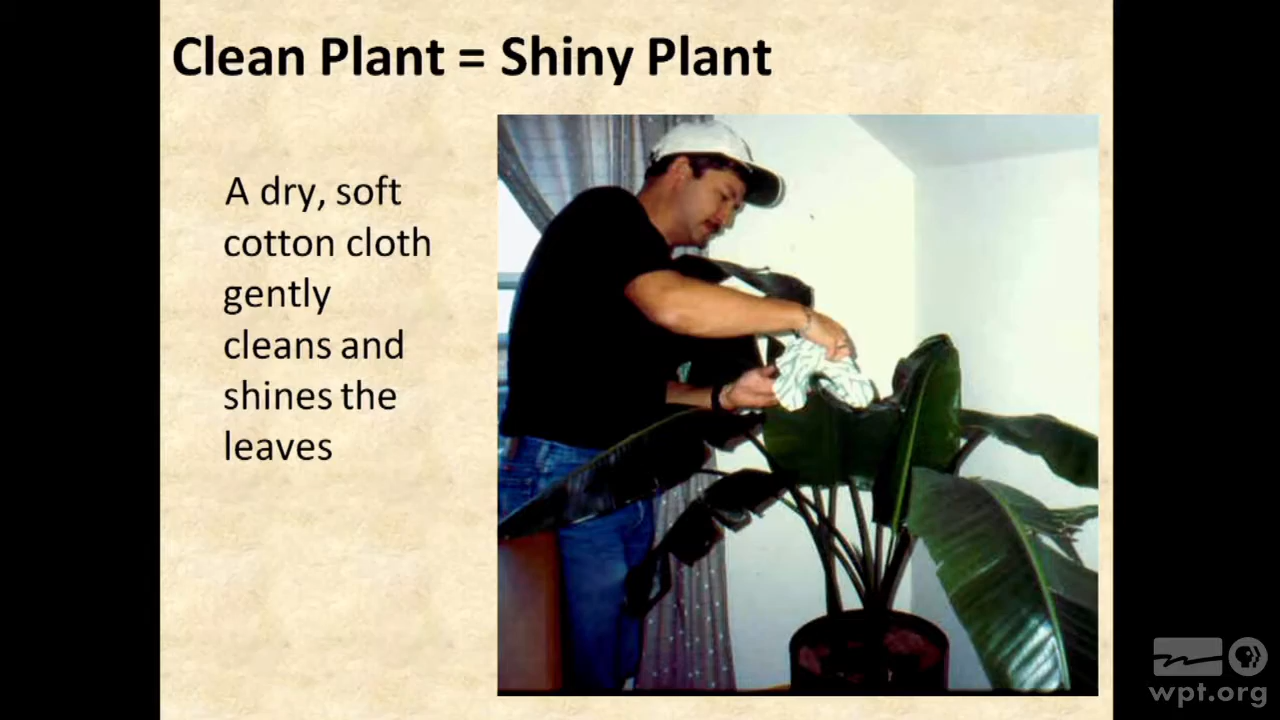 Clean Plant = Shiny Plant
A dry, soft
cotton cloth
gently
cleans and
shines the
leaves
wpt.org